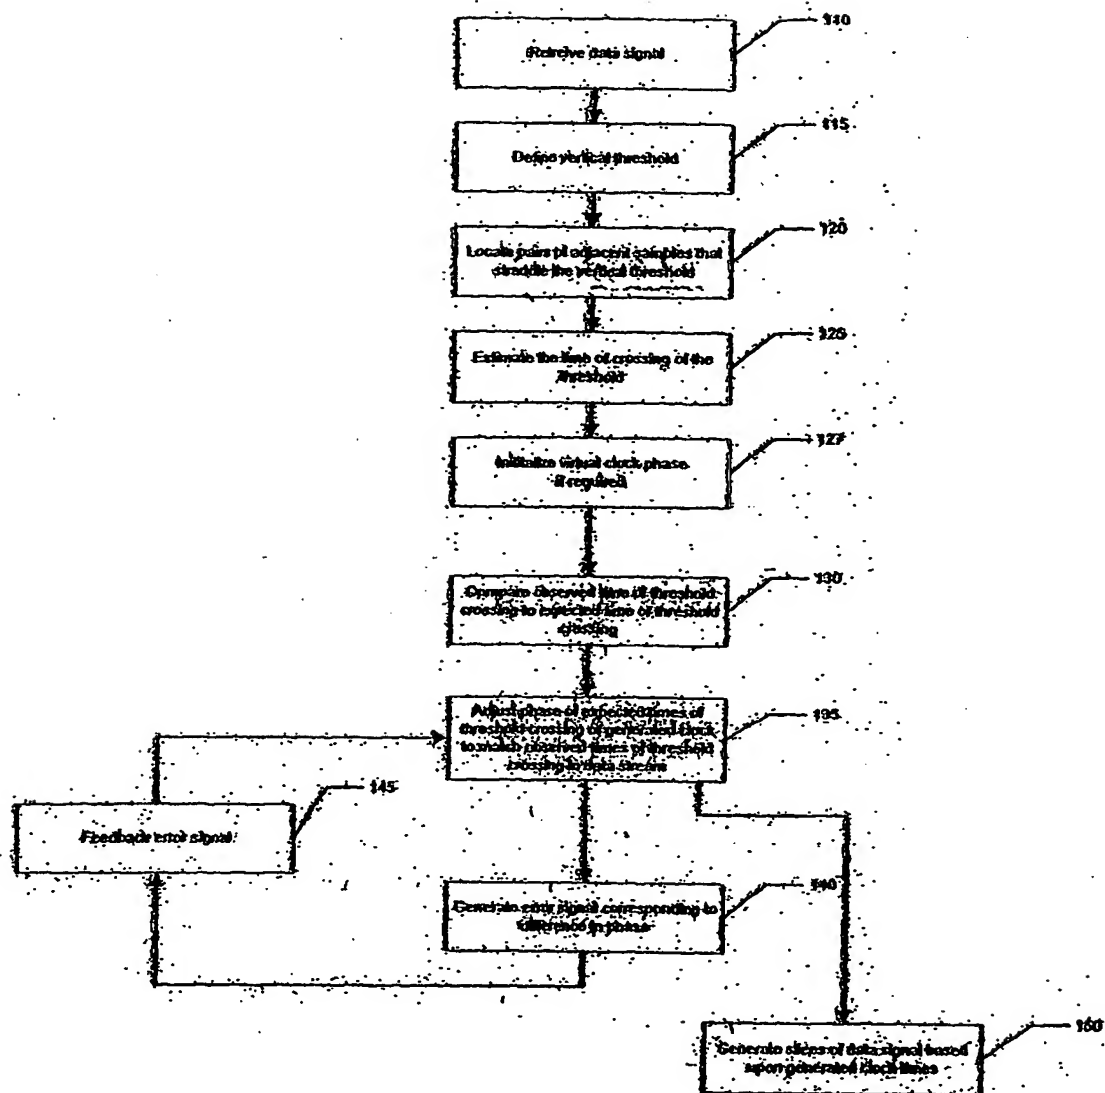 110
Retreive data signal
115
Define vertical threshold
120
Locate pairs of adjacent samples that
straddle the vertical threshold
125
Estimate the time of crossing of the
threshold
127
Initialize virtual clock phase
if required
130
Compare observed time of threshold
crossing to expected time of threshold
crossing
135
Adjust phase of expected times of
threshold crossing of generated clock
to match observed times of threshold
crossing in data stream
145
Feedback error signal
140
Generate error signal corresponding to
difference in phase
150
Generate slices of data signal based
upon generated clock times